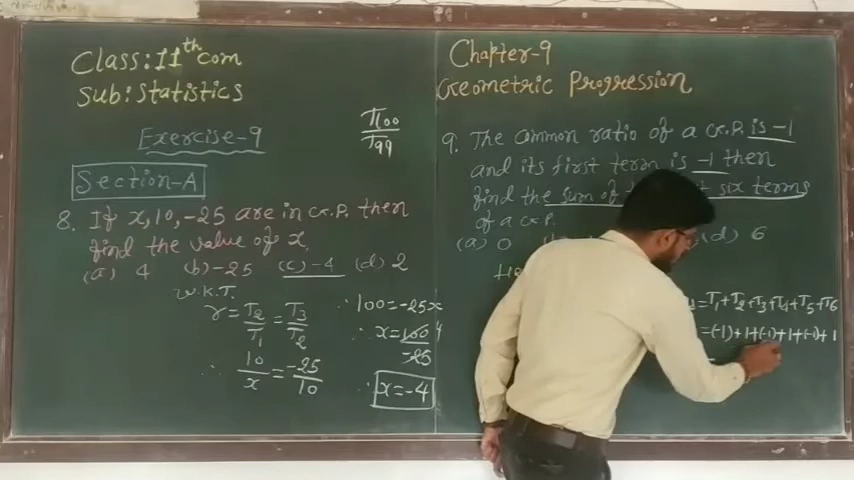 Class: 11th com
Sub: Statistics
Exercise-9
T100
T99
Section-A
8. If x, 10, -25 are in G.P. then
find the value of x.
(a) 4 (b) -25 (c) -4 (d) 2
W.K.T.
r = T2/T1 = T3/T2
∴ 10/x = -25/10
∴ 100 = -25x
∴ x = 100/-25 4
∴ x = -4
Chapter-9
Geometric Progression
9. The common ratio of a G.P. is -1
and its first term is -1 then
find the sum of six terms
of a G.P.
(a) 0 (d) 6
= T1+T2+T3+T4+T5+T6
= (-1)+1+(-1)+1+(-1)+1